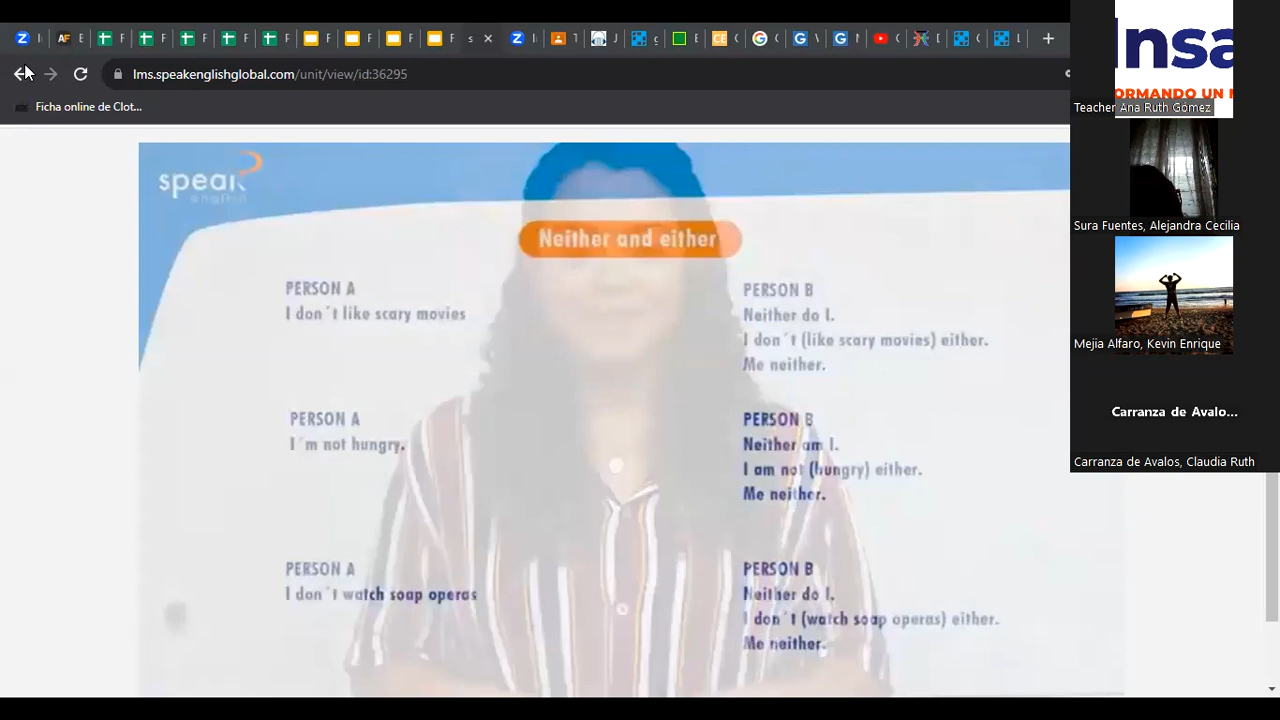 lms.speakenglishglobal.com/unit/view/id:36295
Ficha online de Clot...
speak
english
Neither and either
PERSON A
I don´t like scary movies
PERSON B
Neither do I.
I don´t (like scary movies) either.
Me neither.
PERSON A
I´m not hungry.
PERSON B
Neither am I.
I am not (hungry) either.
Me neither.
PERSON A
I don´t watch soap operas
PERSON B
Neither do I.
I don´t (watch soap operas) either.
Me neither.
Insa
ORMANDO UN
Teacher Ana Ruth Gómez
Sura Fuentes, Alejandra Cecilia
Mejia Alfaro, Kevin Enrique
Carranza de Avalo...
Carranza de Avalos, Claudia Ruth